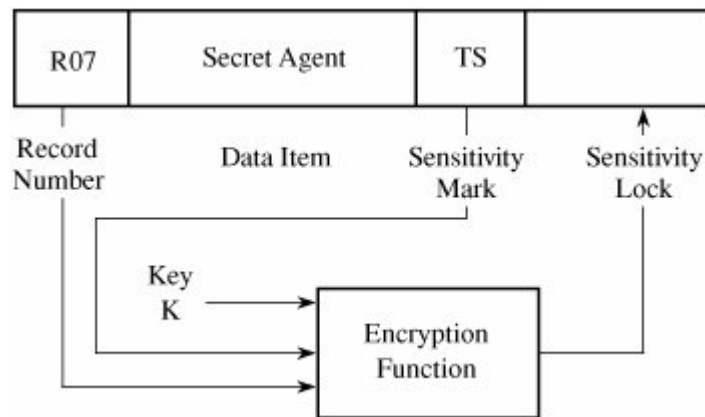 R07
Secret Agent
TS
Record
Number
Data Item
Sensitivity
Mark
Sensitivity
Lock
Key
K
Encryption
Function